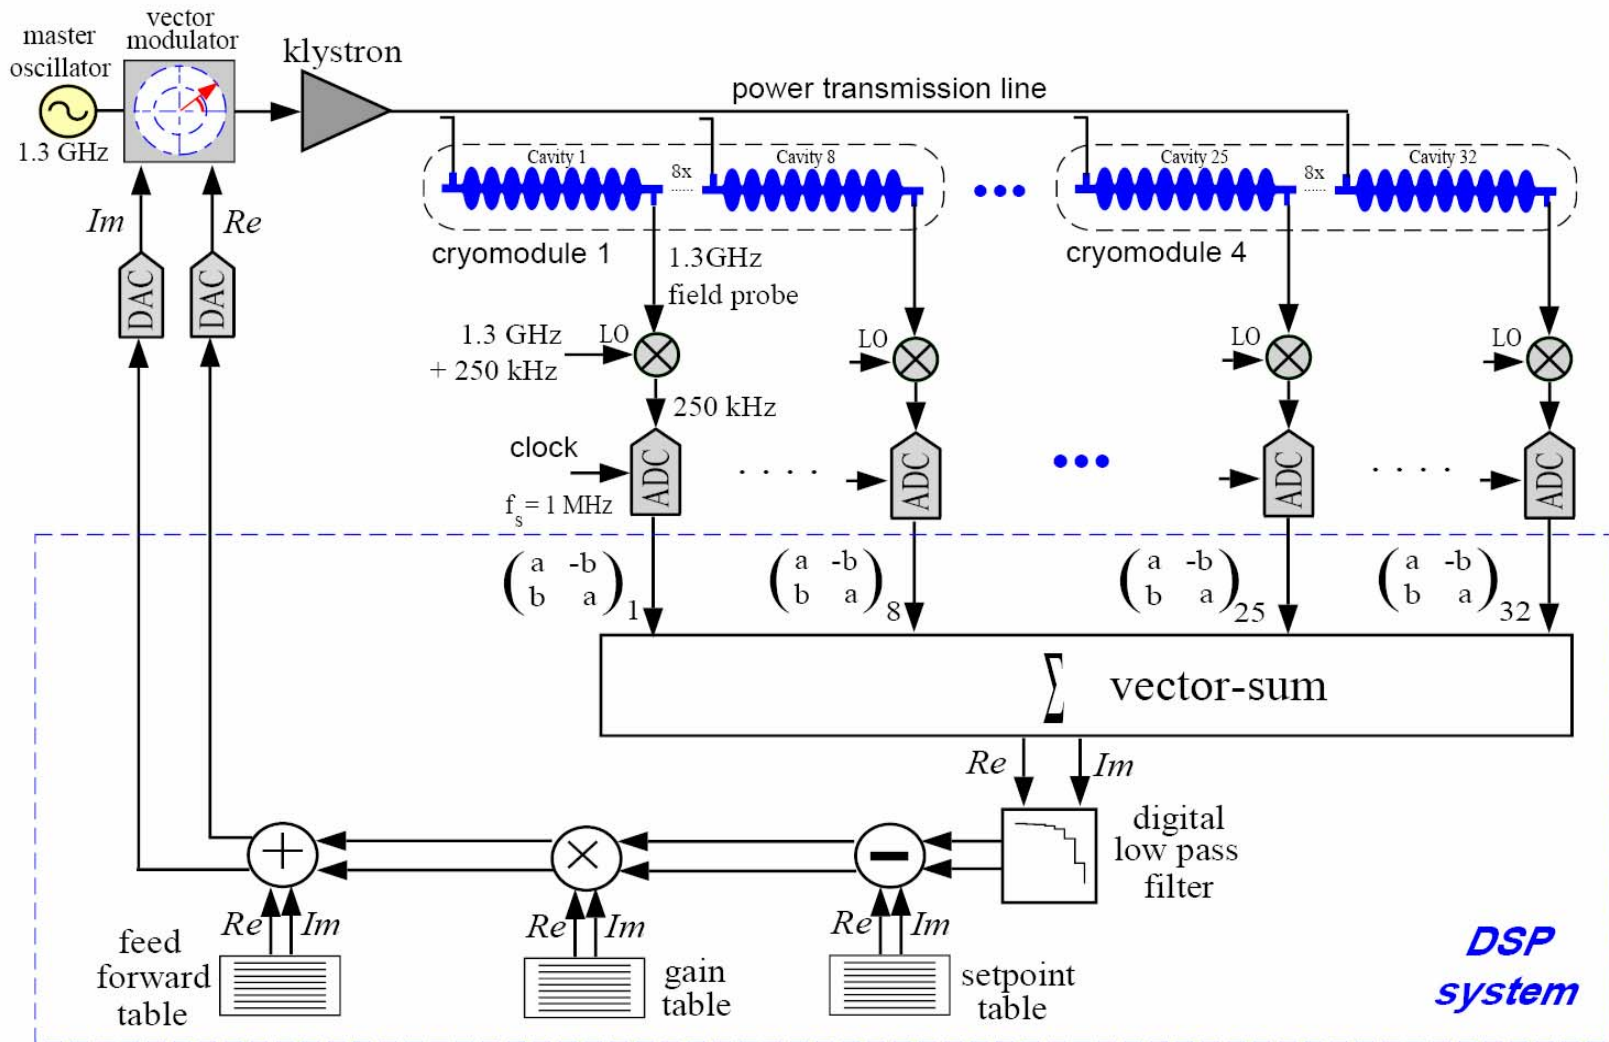 master
oscillator
1.3 GHz
vector
modulator
klystron
power transmission line
Cavity 1
8x
Cavity 8
Cavity 25
8x
Cavity 32
cryomodule 1
cryomodule 4
Im
Re
DAC
DAC
1.3GHz
field probe
1.3 GHz
+ 250 kHz
LO
LO
LO
LO
250 kHz
clock
fs = 1 MHz
ADC
. . . .
ADC
ADC
. . . .
ADC
(a -b
b a)1
(a -b
b a)8
(a -b
b a)25
(a -b
b a)32
∑ vector-sum
Re
Im
digital
low pass
filter
+
×
−
Re Im
feed
forward
table
Re Im
gain
table
Re Im
setpoint
table
DSP
system